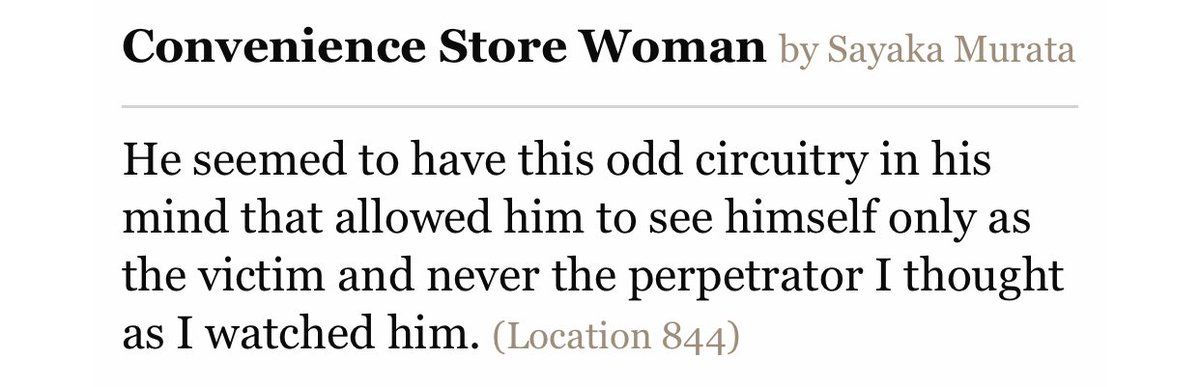 Convenience Store Woman by Sayaka Murata
He seemed to have this odd circuitry in his
mind that allowed him to see himself only as
the victim and never the perpetrator I thought
as I watched him. (Location 844)